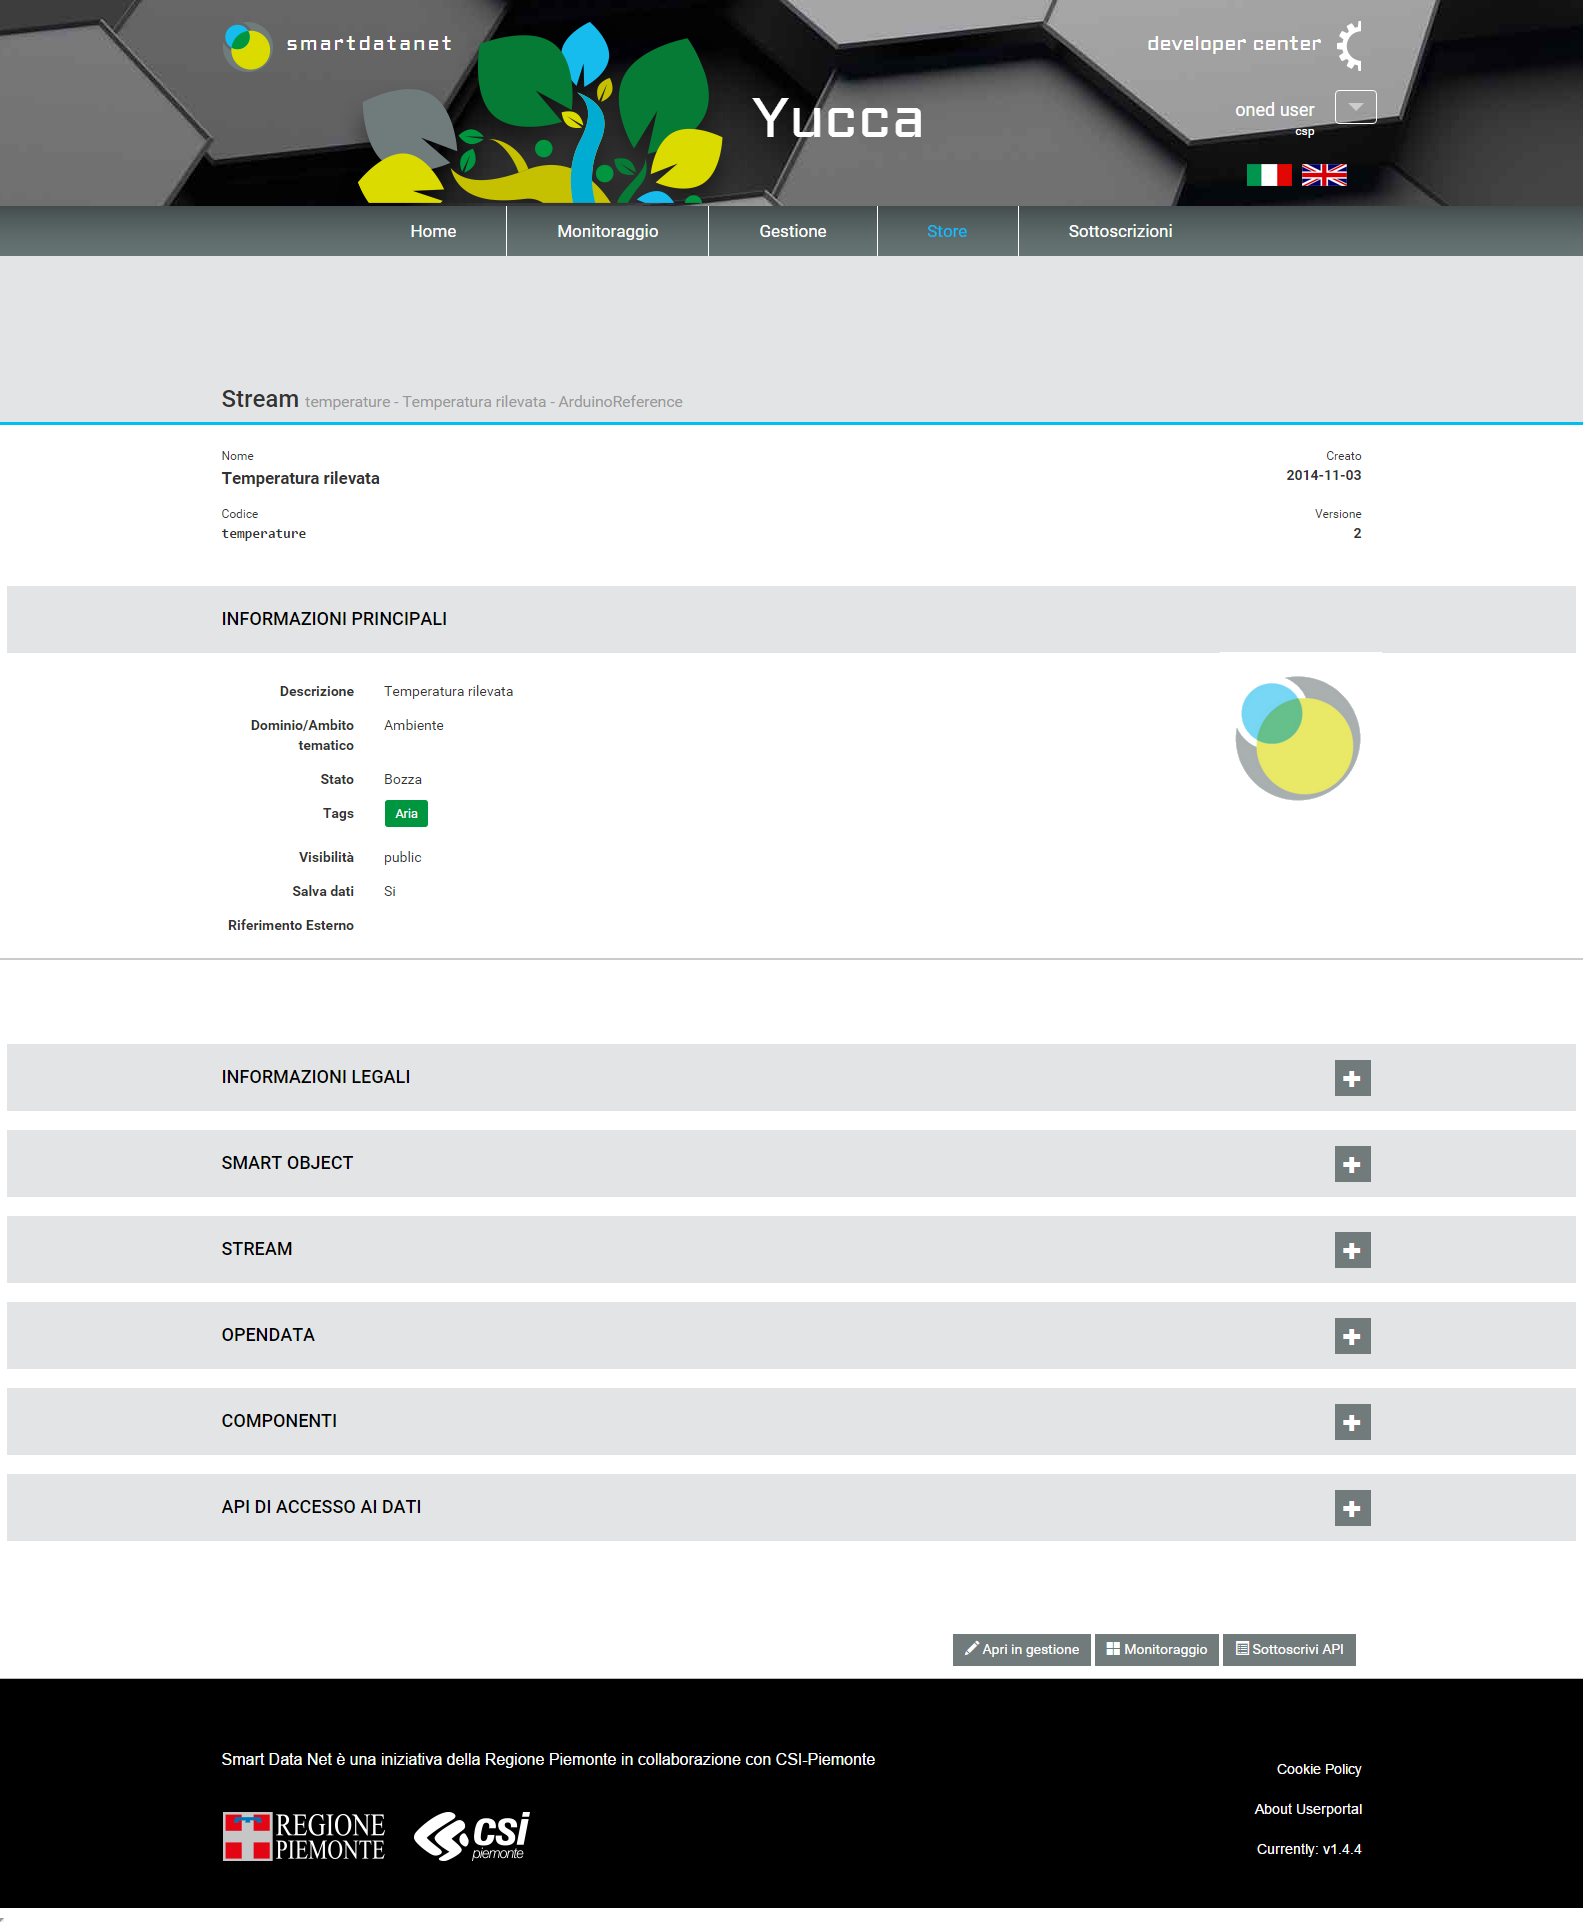 smartdatanet
developer center
Yucca
oned user
csp
Home
Monitoraggio
Gestione
Store
Sottoscrizioni
Stream temperature - Temperatura rilevata - ArduinoReference
Nome
Creato
Temperatura rilevata
2014-11-03
Codice
Versione
temperature
2
INFORMAZIONI PRINCIPALI
Descrizione Temperatura rilevata
Dominio/Ambito Ambiente
tematico
Stato Bozza
Tags Aria
Visibilità public
Salva dati Si
Riferimento Esterno
INFORMAZIONI LEGALI
SMART OBJECT
STREAM
OPENDATA
COMPONENTI
API DI ACCESSO AI DATI
Apri in gestione
Monitoraggio
Sottoscrivi API
Smart Data Net è una iniziativa della Regione Piemonte in collaborazione con CSI-Piemonte
Cookie Policy
About Userportal
Currently: v1.4.4
REGIONE
PIEMONTE
csi
piemonte